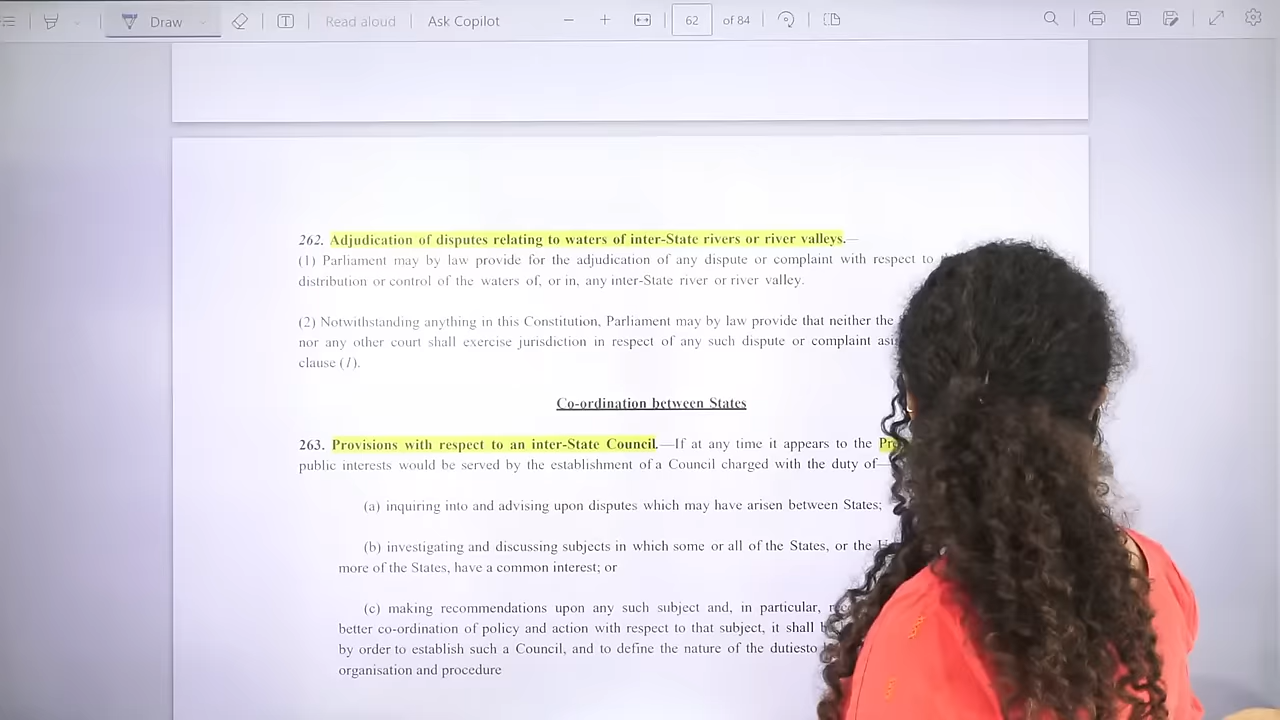 Draw
Read aloud
Ask Copilot
62
of 84
262. Adjudication of disputes relating to waters of inter-State rivers or river valleys.—
(1) Parliament may by law provide for the adjudication of any dispute or complaint with respect to
distribution or control of the waters of, or in, any inter-State river or river valley.
(2) Notwithstanding anything in this Constitution, Parliament may by law provide that neither the
nor any other court shall exercise jurisdiction in respect of any such dispute or complaint
clause (1).
Co-ordination between States
263. Provisions with respect to an inter-State Council.—If at any time it appears to the
public interests would be served by the establishment of a Council charged with the duty of—
(a) inquiring into and advising upon disputes which may have arisen between States;
(b) investigating and discussing subjects in which some or all of the States, or the
more of the States, have a common interest; or
(c) making recommendations upon any such subject and, in particular,
better co-ordination of policy and action with respect to that subject, it shall
by order to establish such a Council, and to define the nature of the dutiesto
organisation and procedure